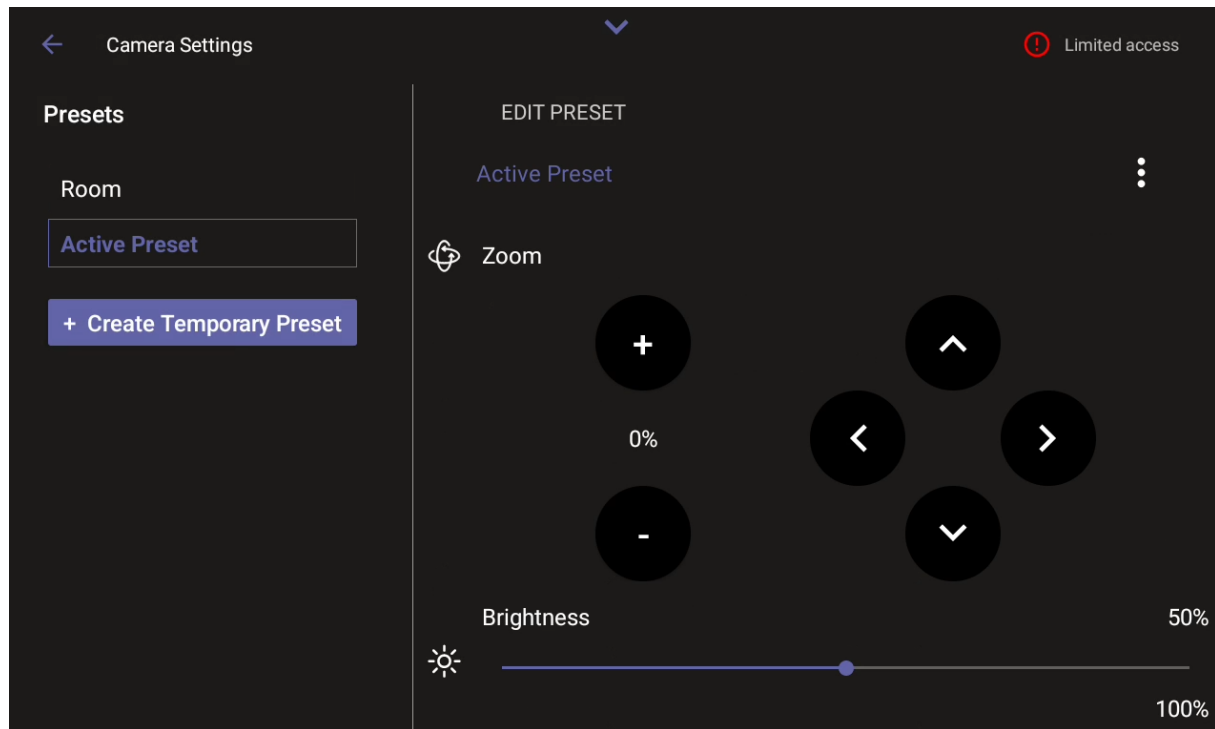 Camera Settings
Limited access
Presets
Room
Active Preset
+ Create Temporary Preset
EDIT PRESET
Active Preset
Zoom
+
0%
-
Brightness
50%
100%